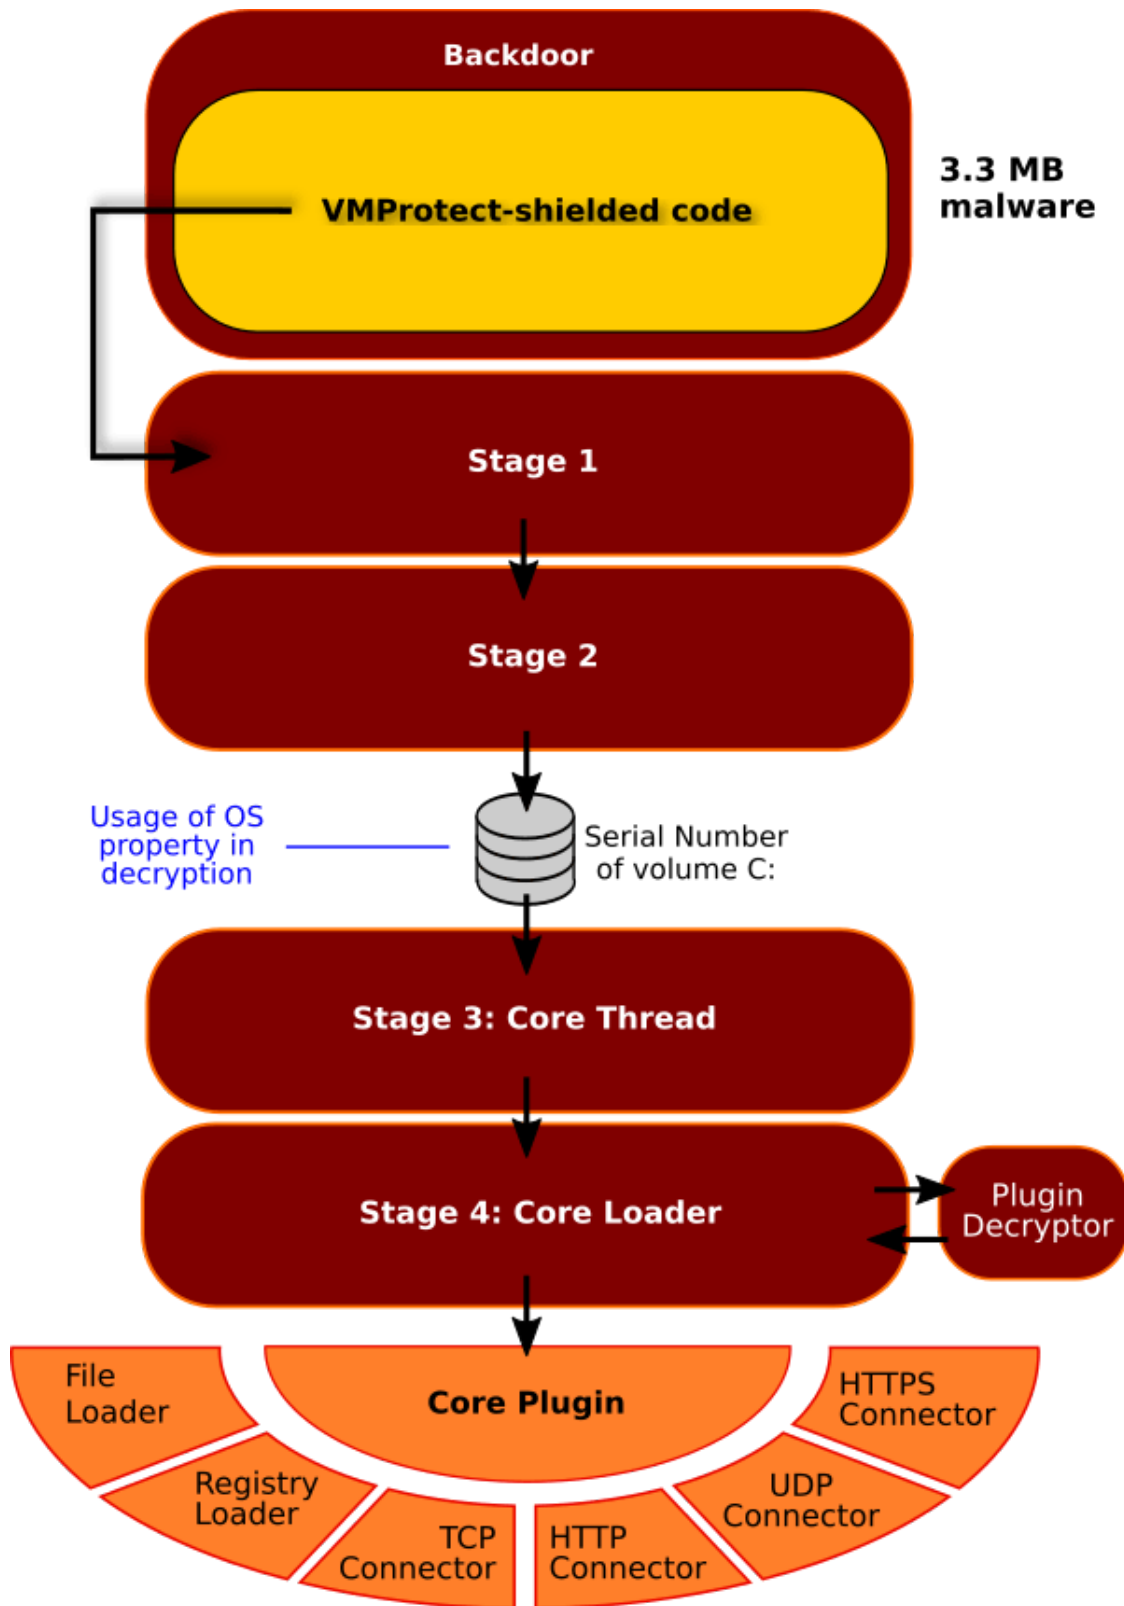 Backdoor
VMProtect-shielded code
3.3 MB
malware
Stage 1
Stage 2
Usage of OS
property in
decryption
Serial Number
of volume C:
Stage 3: Core Thread
Stage 4: Core Loader
Plugin
Decryptor
File
Loader
Registry
Loader
TCP
Connector
Core Plugin
HTTP
Connector
UDP
Connector
HTTPS
Connector